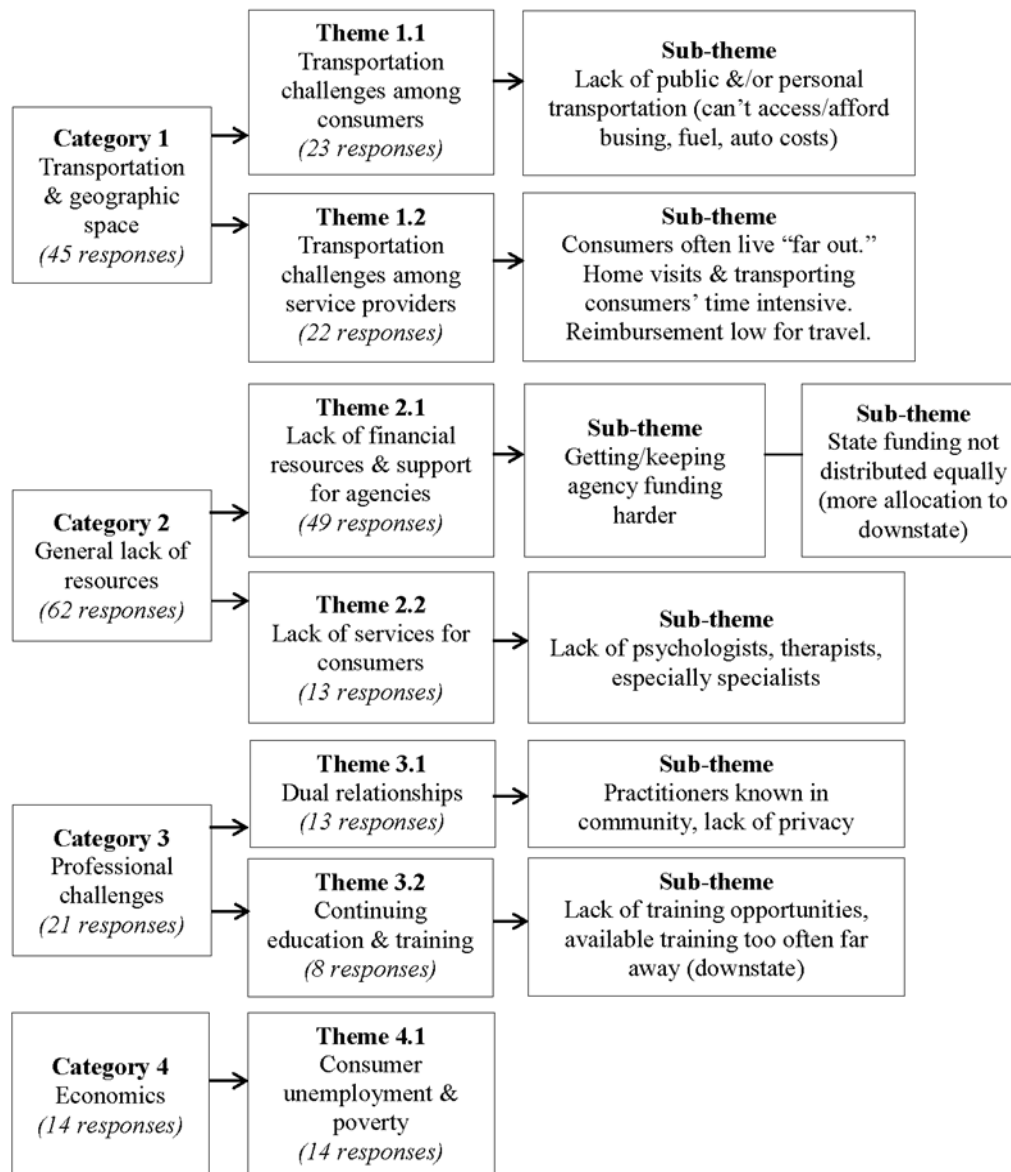 Category 1
Transportation
& geographic
space
(45 responses)
Theme 1.1
Transportation
challenges among
consumers
(23 responses)
Sub-theme
Lack of public &/or personal
transportation (can’t access/afford
busing, fuel, auto costs)
Theme 1.2
Transportation
challenges among
service providers
(22 responses)
Sub-theme
Consumers often live “far out.”
Home visits & transporting
consumers’ time intensive.
Reimbursement low for travel.
Category 2
General lack of
resources
(62 responses)
Theme 2.1
Lack of financial
resources & support
for agencies
(49 responses)
Sub-theme
Getting/keeping
agency funding
harder
Sub-theme
State funding not
distributed equally
(more allocation to
downstate)
Theme 2.2
Lack of services for
consumers
(13 responses)
Sub-theme
Lack of psychologists, therapists,
especially specialists
Category 3
Professional
challenges
(21 responses)
Theme 3.1
Dual relationships
(13 responses)
Sub-theme
Practitioners known in
community, lack of privacy
Theme 3.2
Continuing
education & training
(8 responses)
Sub-theme
Lack of training opportunities,
available training too often far
away (downstate)
Category 4
Economics
(14 responses)
Theme 4.1
Consumer
unemployment &
poverty
(14 responses)